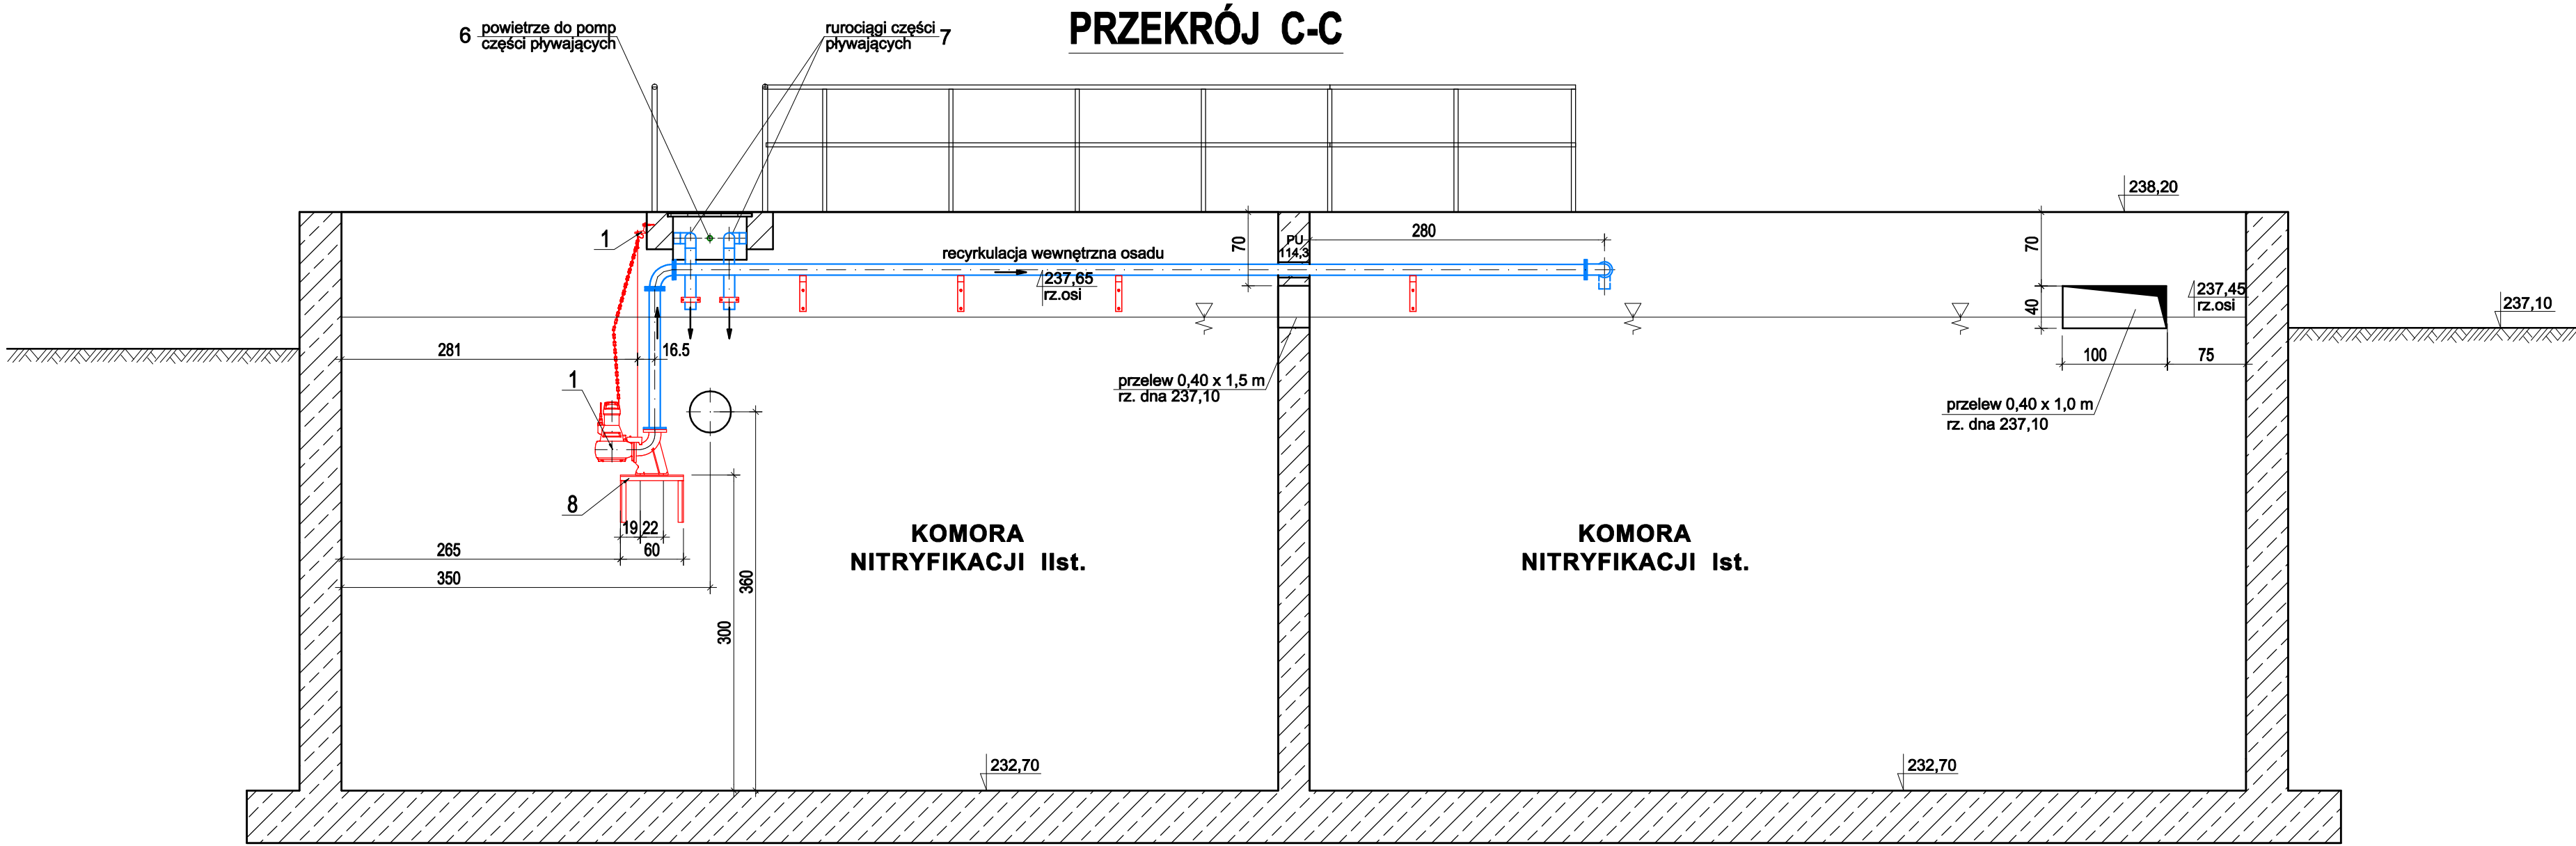 PRZEKRÓJ C-C
6 powietrze do pomp
części pływających
rurociągi części 7
pływających
238,20
1
PU
114,3
70
280
70
recyrkulacja wewnętrzna osadu
237,65
rz.osi
237,45
rz.osi
40
237,10
281
16.5
100
75
1
przelew 0,40 x 1,5 m
rz. dna 237,10
przelew 0,40 x 1,0 m
rz. dna 237,10
8
19
22
265
60
350
360
300
KOMORA
NITRYFIKACJI IIst.
KOMORA
NITRYFIKACJI Ist.
232,70
232,70